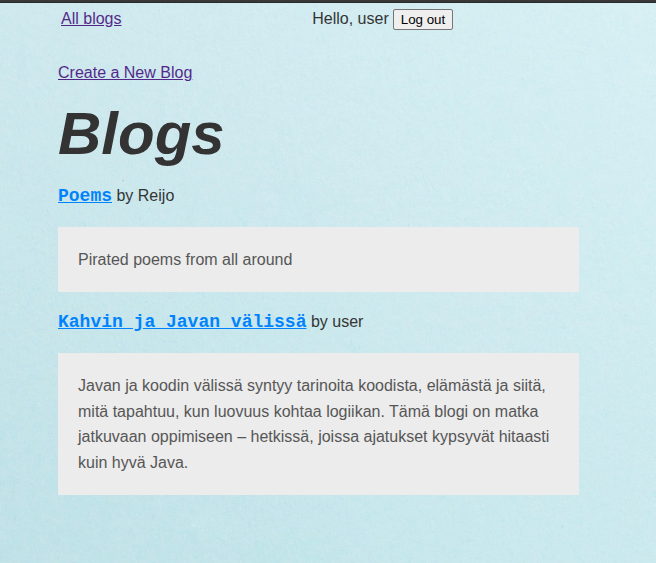 All blogs Hello, user Log out
Create a New Blog
Blogs
Poems by Reijo
Pirated poems from all around
Kahvin ja Javan välissä by user
Javan ja koodin välissä syntyy tarinoita koodista, elämästä ja siitä,
mitä tapahtuu, kun luovuus kohtaa logiikan. Tämä blogi on matka
jatkuvaan oppimiseen – hetkissä, joissa ajatukset kypsyvät hitaasti
kuin hyvä Java.